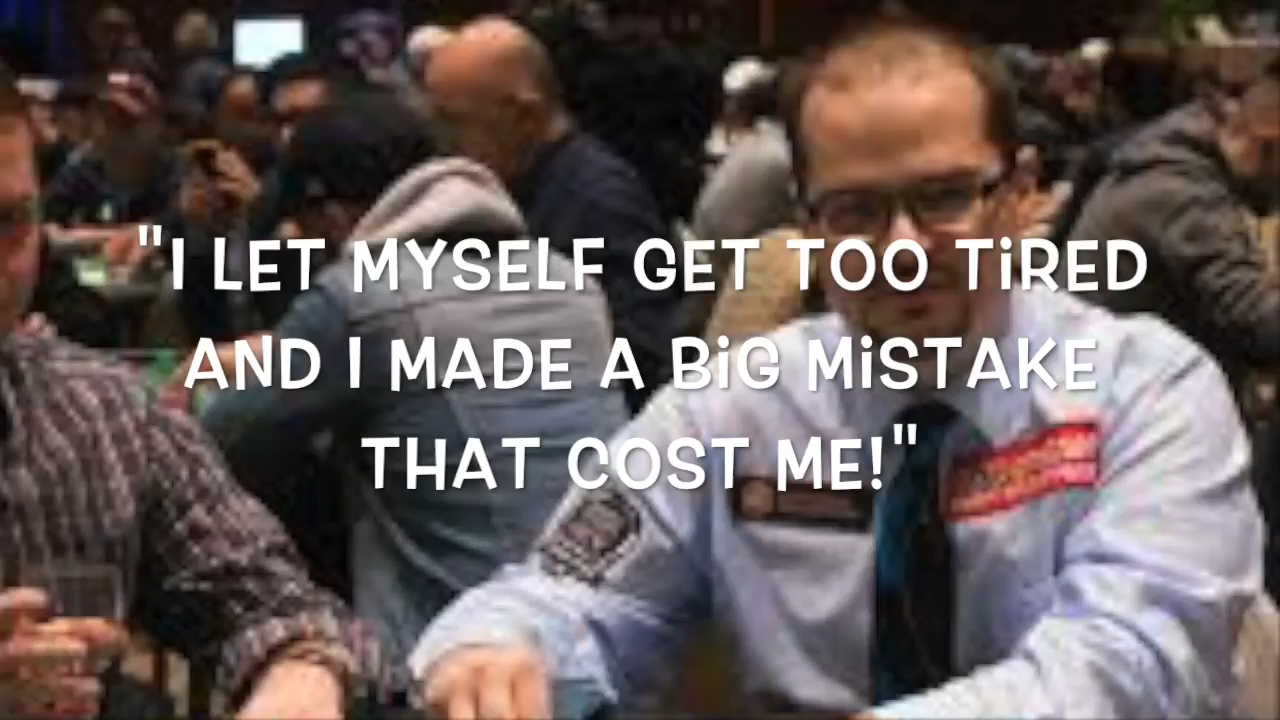 "I LET MYSELF GET TOO TiRED
AND I MADE A BiG MiSTAKE
THAT COST ME!"